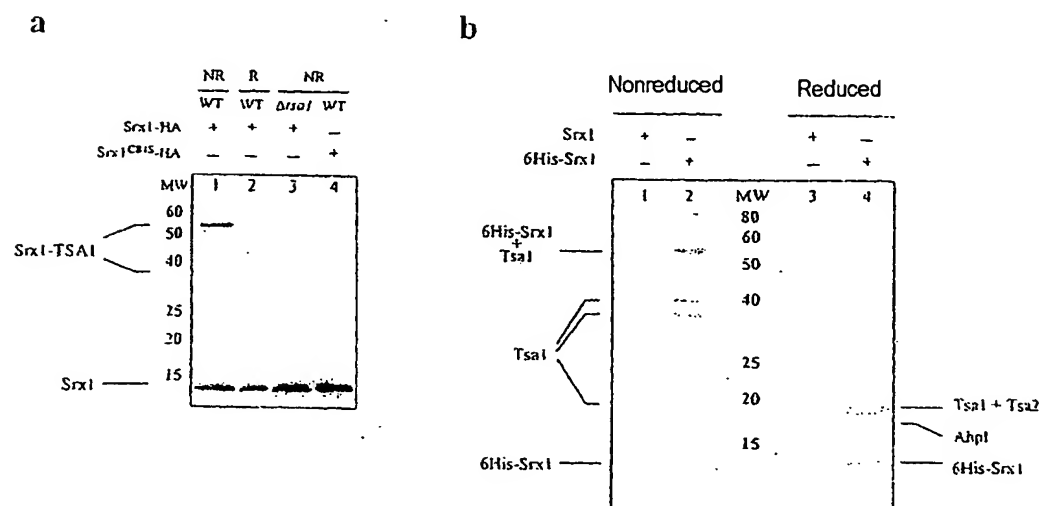 a
NR R NR
WT WT Δtsa1 WT
Srx1-HA + + + –
Srx1C84S-HA – – – +
MW 1 2 3 4
60
50
40
25
20
15
Srx1-TSA1
Srx1
b
Nonreduced Reduced
Srx1 + – + –
6His-Srx1 – + – +
1 2 MW 3 4
80
60
50
40
25
20
15
6His-Srx1
+
Tsa1
Tsa1
6His-Srx1
Tsa1 + Tsa2
Ahp1
6His-Srx1